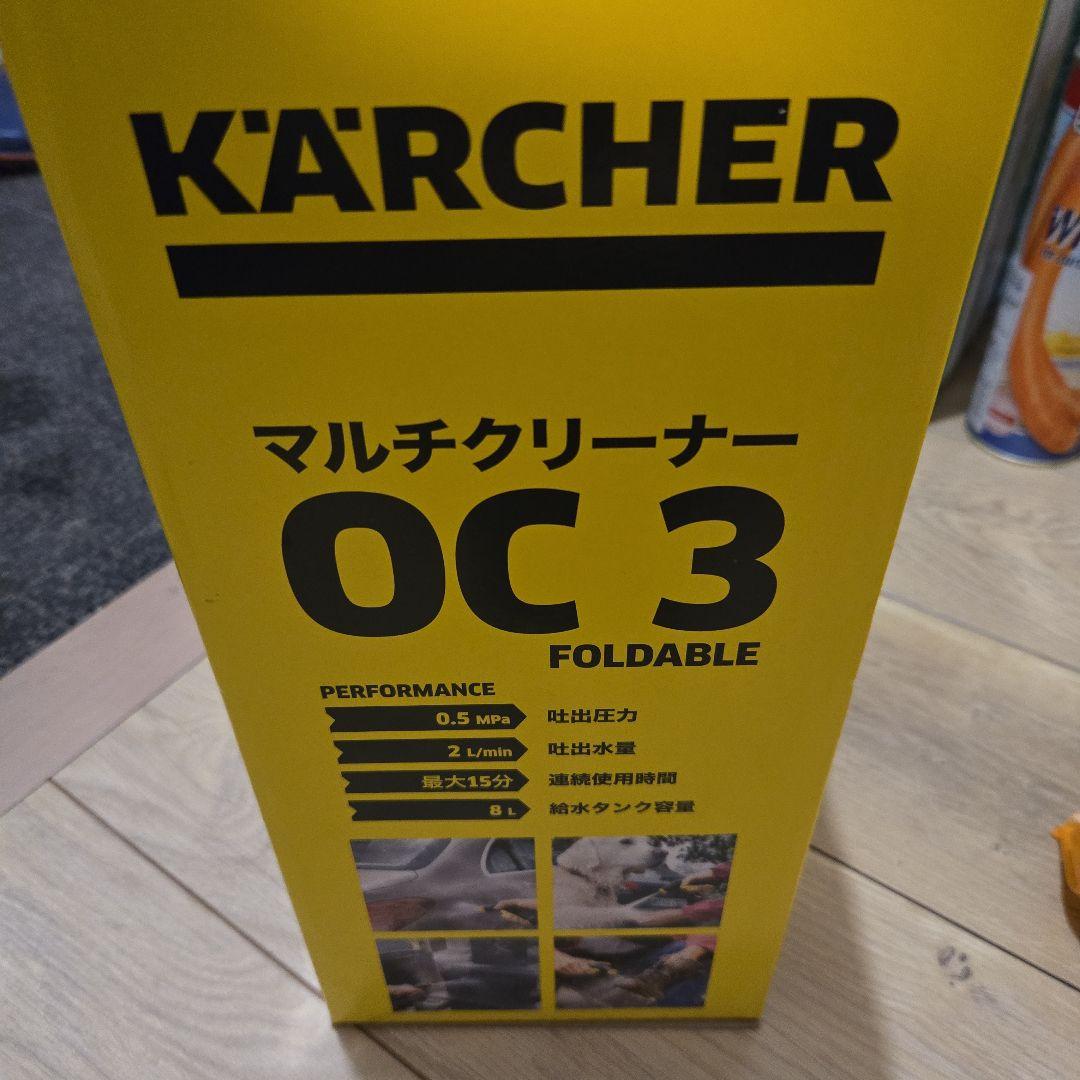 KÄRCHER
マルチクリーナー
OC 3
FOLDABLE
PERFORMANCE
0.5 MPa 吐出圧力
2 L/min 吐出水量
最大15分 連続使用時間
8 L 給水タンク容量